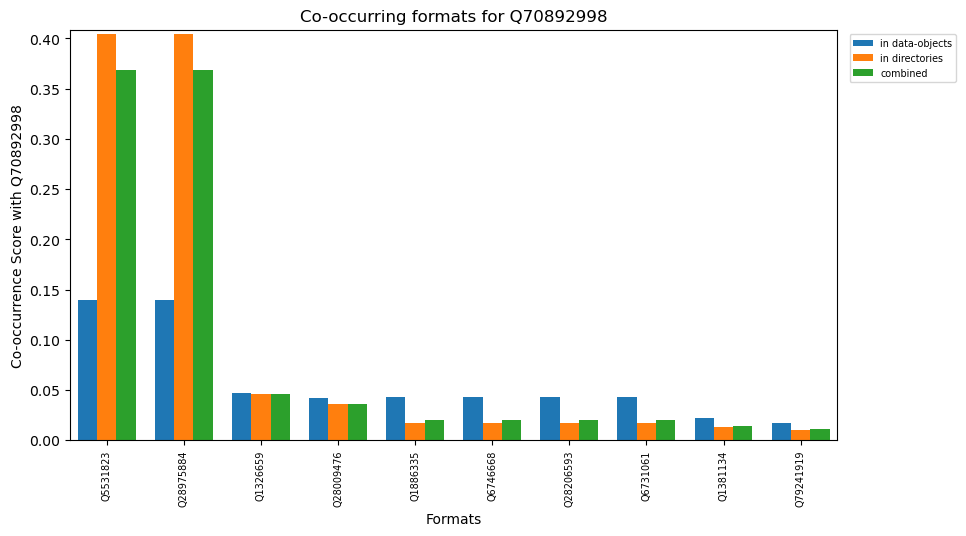 Co-occurring formats for Q70892998
in data-objects
in directories
combined
Co-occurrence Score with Q70892998
0.40
0.35
0.30
0.25
0.20
0.15
0.10
0.05
0.00
Q5531823
Q28975884
Q1326659
Q28009476
Q1886335
Q6746668
Q28206593
Q6731061
Q1381134
Q79241919
Formats